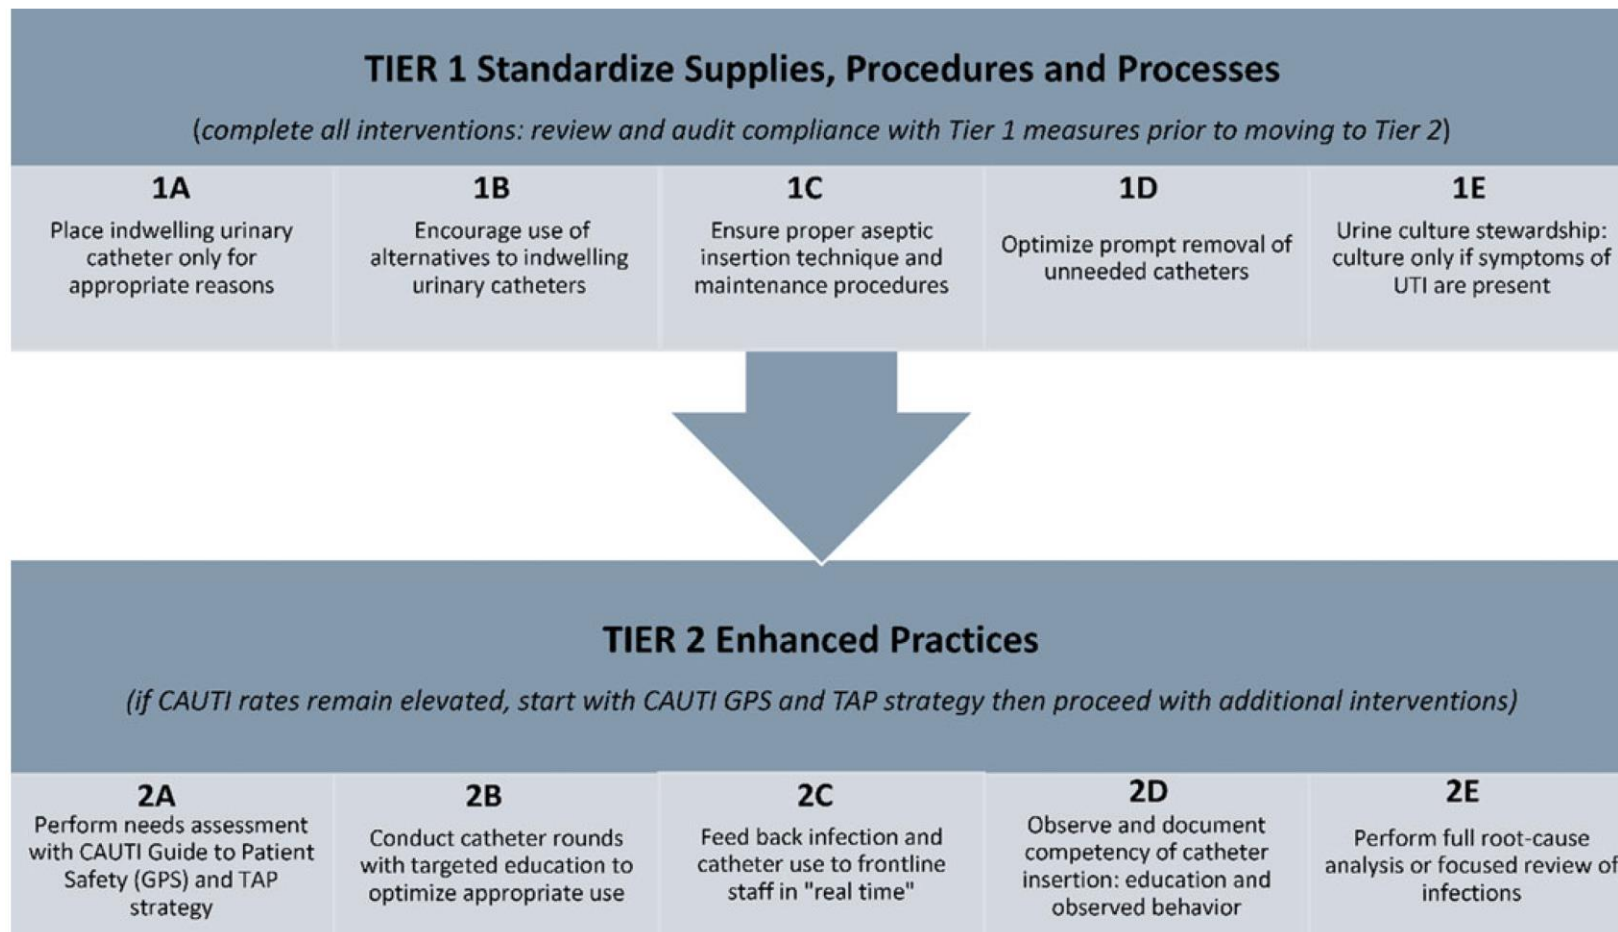 TIER 1 Standardize Supplies, Procedures and Processes
(complete all interventions: review and audit compliance with Tier 1 measures prior to moving to Tier 2)
1A
Place indwelling urinary
catheter only for
appropriate reasons
1B
Encourage use of
alternatives to indwelling
urinary catheters
1C
Ensure proper aseptic
insertion technique and
maintenance procedures
1D
Optimize prompt removal of
unneeded catheters
1E
Urine culture stewardship:
culture only if symptoms of
UTI are present
TIER 2 Enhanced Practices
(if CAUTI rates remain elevated, start with CAUTI GPS and TAP strategy then proceed with additional interventions)
2A
Perform needs assessment
with CAUTI Guide to Patient
Safety (GPS) and TAP
strategy
2B
Conduct catheter rounds
with targeted education to
optimize appropriate use
2C
Feed back infection and
catheter use to frontline
staff in "real time"
2D
Observe and document
competency of catheter
insertion: education and
observed behavior
2E
Perform full root-cause
analysis or focused review of
infections